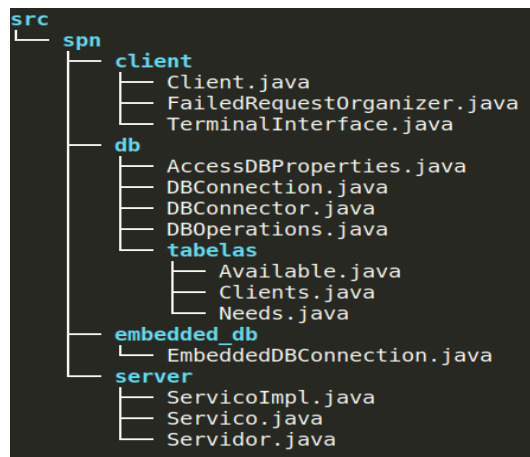 src
spn
client
Client.java
FailedRequestOrganizer.java
TerminalInterface.java
db
AccessDBProperties.java
DBConnection.java
DBConnector.java
DBOperations.java
tabelas
Available.java
Clients.java
Needs.java
embedded_db
EmbeddedDBConnection.java
server
ServicoImpl.java
Servico.java
Servidor.java